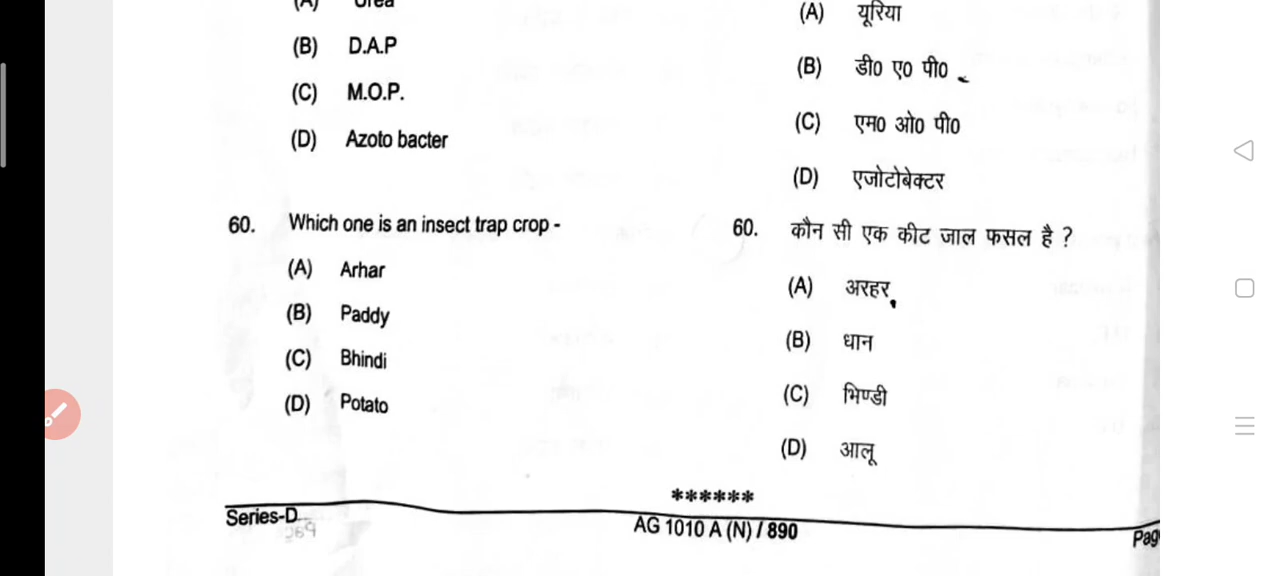 (A) Urea
(B) D.A.P
(C) M.O.P.
(D) Azoto bacter
60. Which one is an insect trap crop -
(A) Arhar
(B) Paddy
(C) Bhindi
(D) Potato
(A) यूरिया
(B) डी0 ए0 पी0
(C) एम0 ओ0 पी0
(D) एजोटोबेक्टर
60. कौन सी एक कीट जाल फसल है ?
(A) अरहर
(B) धान
(C) भिण्डी
(D) आलू
******
Series-D
AG 1010 A (N) / 890